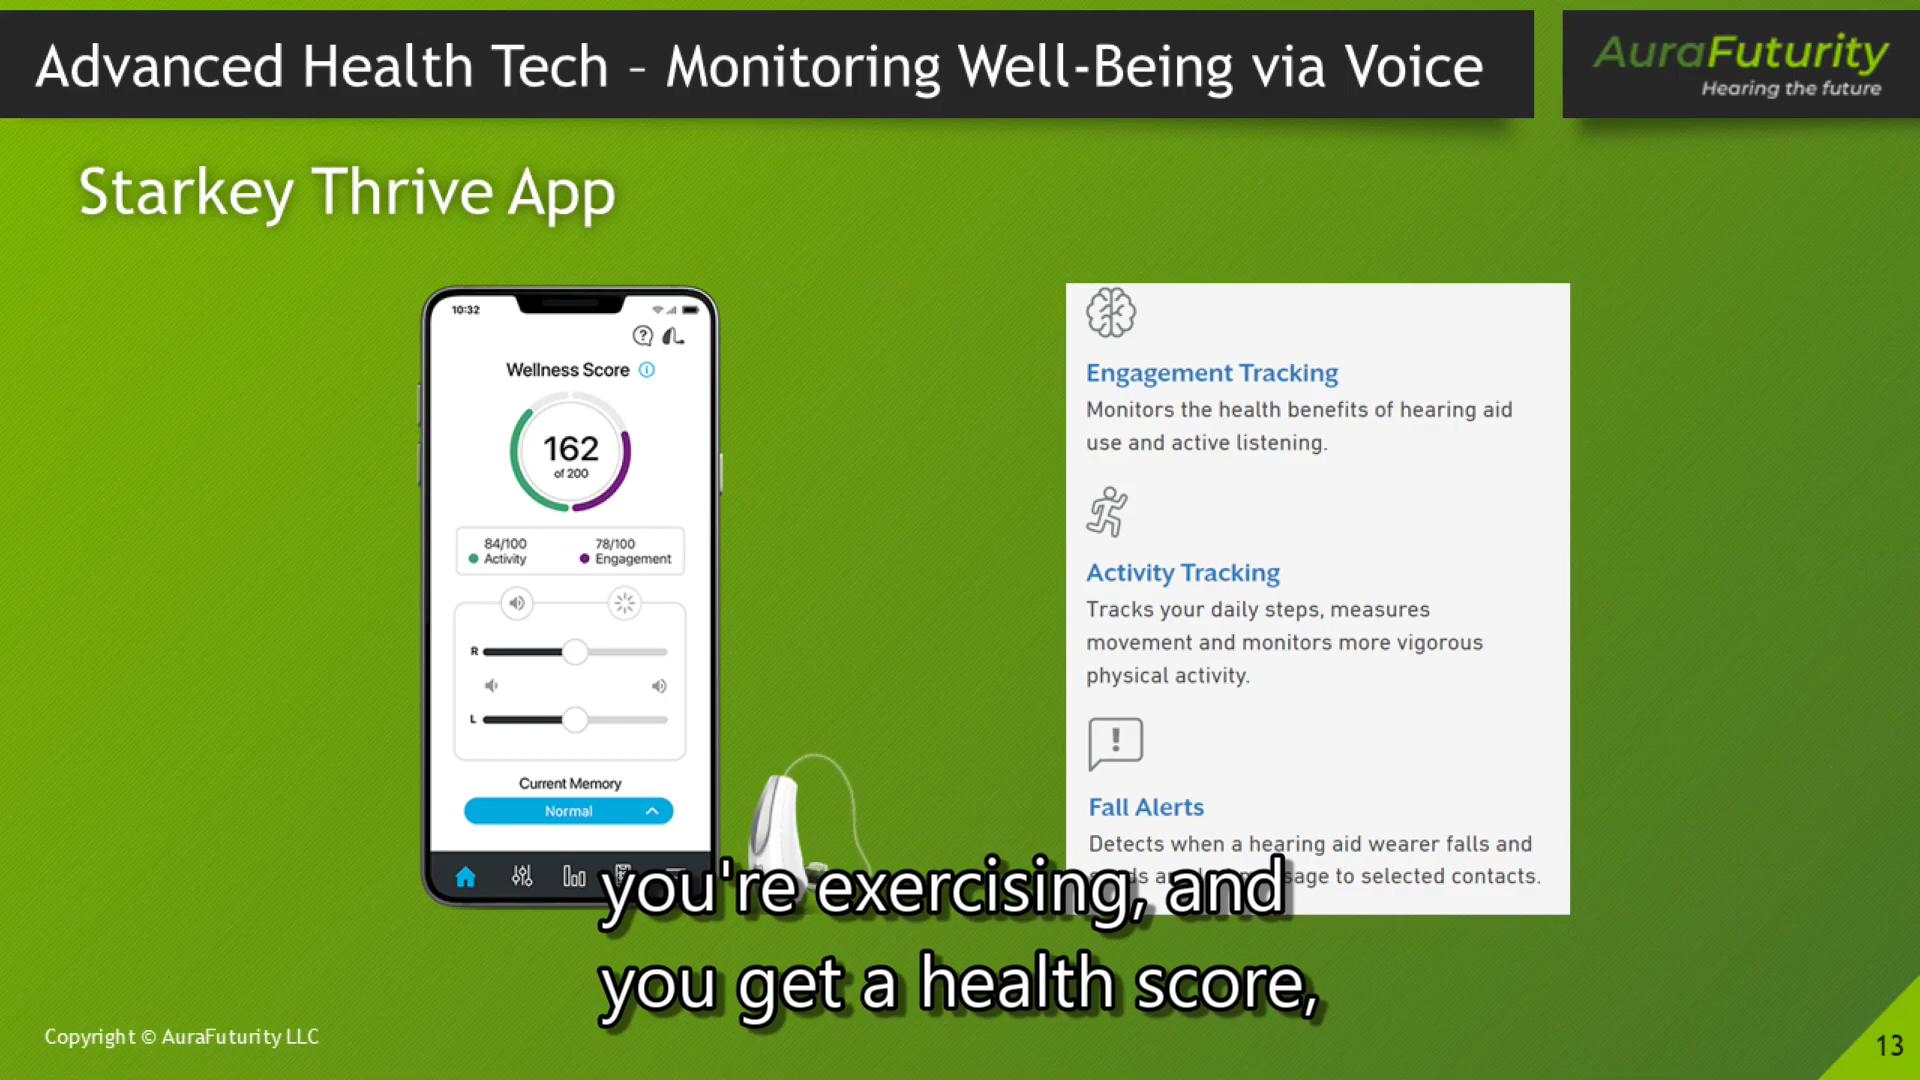 Advanced Health Tech – Monitoring Well-Being via Voice
AuraFuturity
Hearing the future
Starkey Thrive App
10:32
Wellness Score
162
of 200
84/100
Activity
78/100
Engagement
R
L
Current Memory
Normal
Engagement Tracking
Monitors the health benefits of hearing aid
use and active listening.
Activity Tracking
Tracks your daily steps, measures
movement and monitors more vigorous
physical activity.
Fall Alerts
Detects when a hearing aid wearer falls and
to selected contacts.
you're exercising, and
you get a health score,
Copyright © AuraFuturity LLC
13